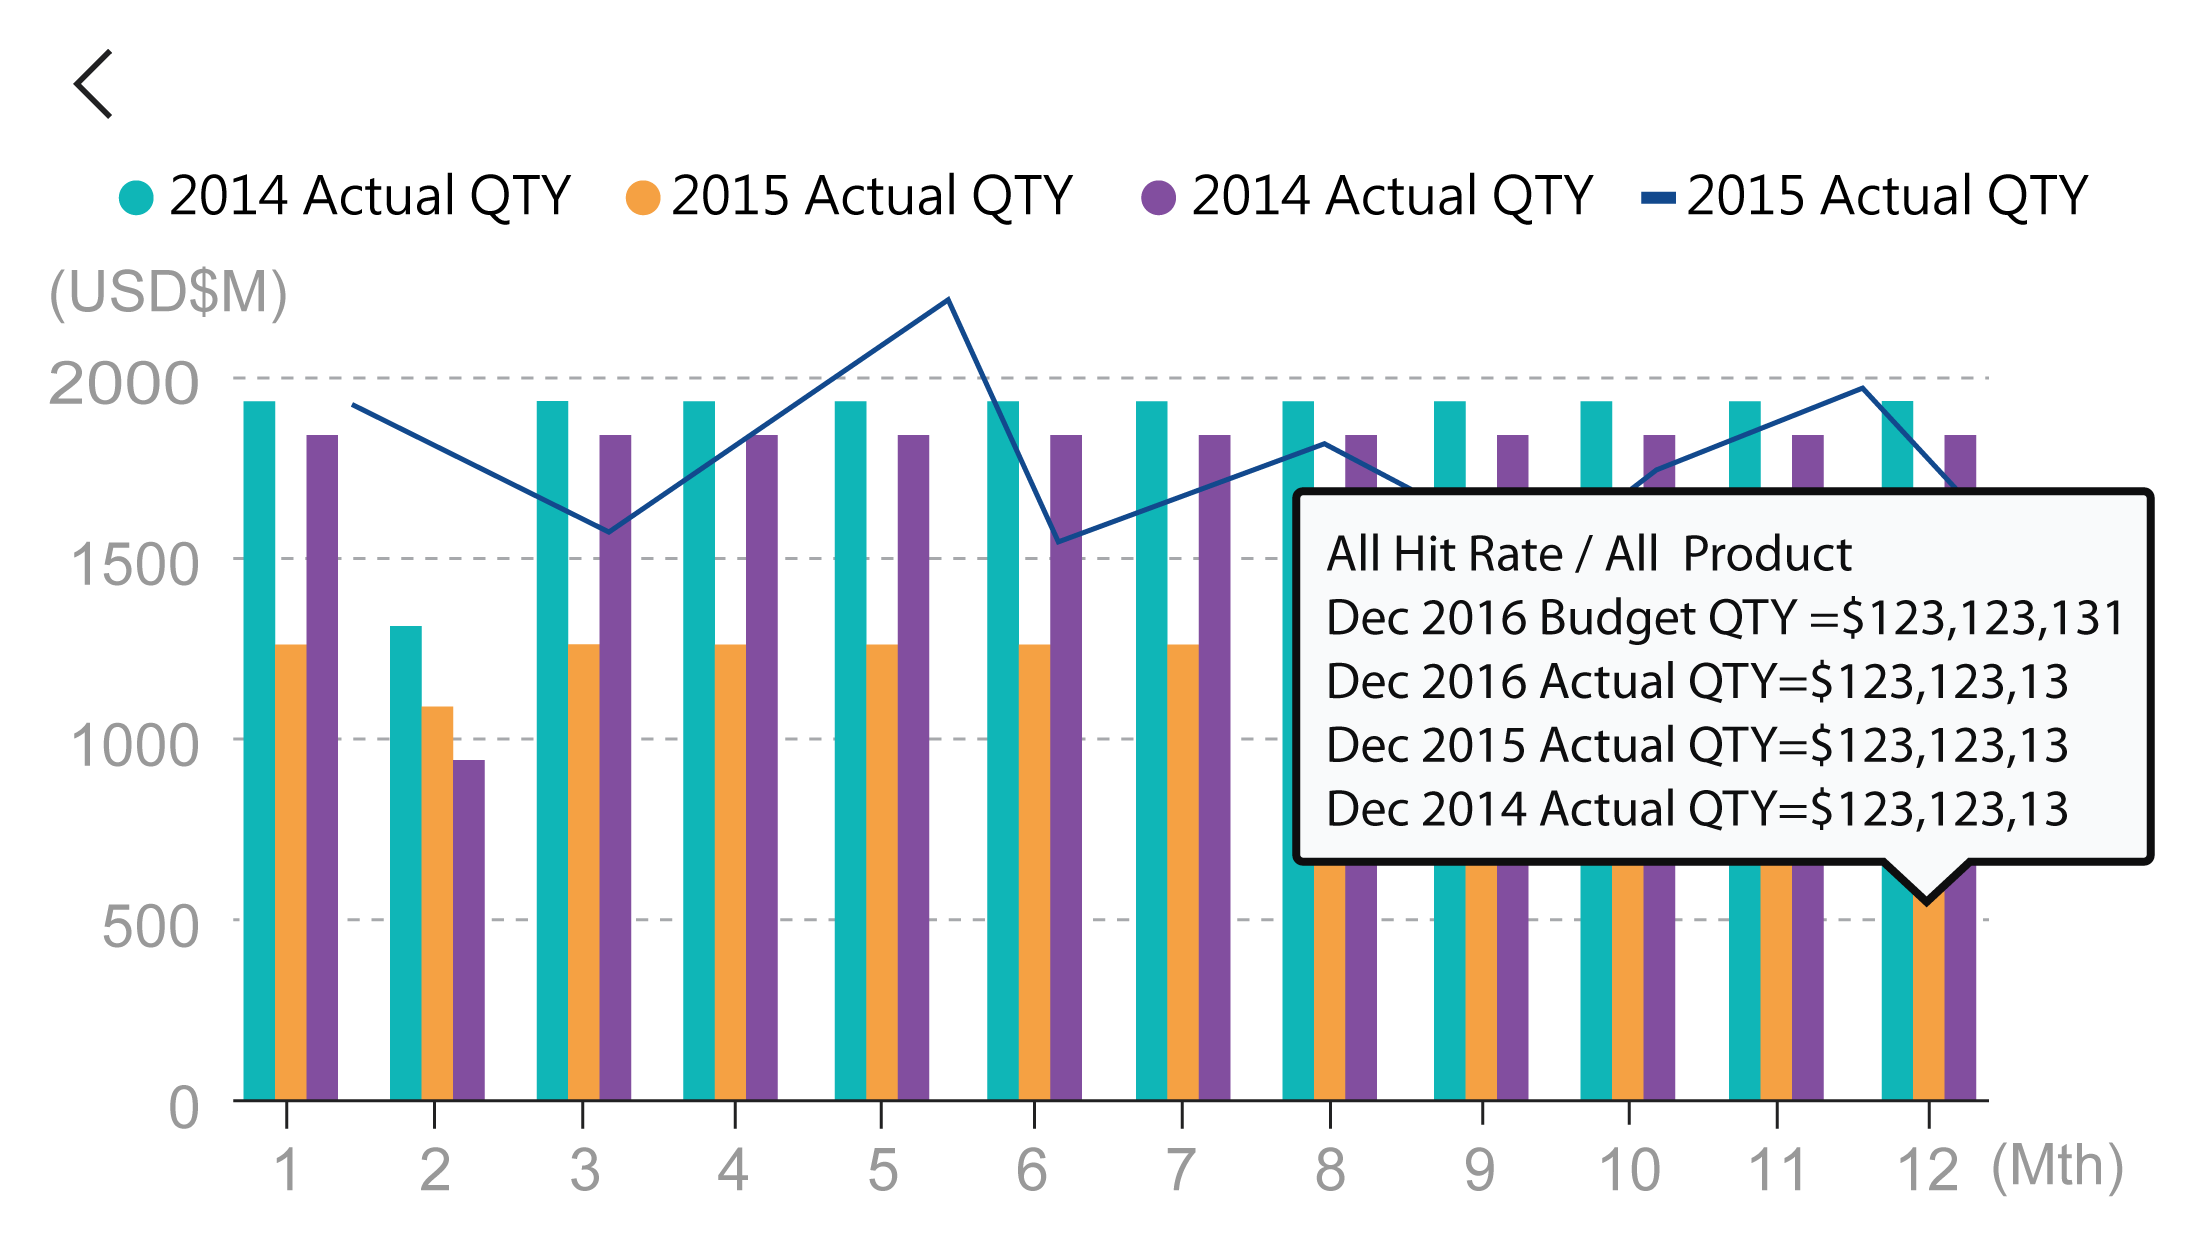 2014 Actual QTY 2015 Actual QTY 2014 Actual QTY 2015 Actual QTY
(USD$M)
2000
1500
1000
500
0
All Hit Rate / All Product
Dec 2016 Budget QTY =$123,123,131
Dec 2016 Actual QTY=$123,123,13
Dec 2015 Actual QTY=$123,123,13
Dec 2014 Actual QTY=$123,123,13
1 2 3 4 5 6 7 8 9 10 11 12 (Mth)